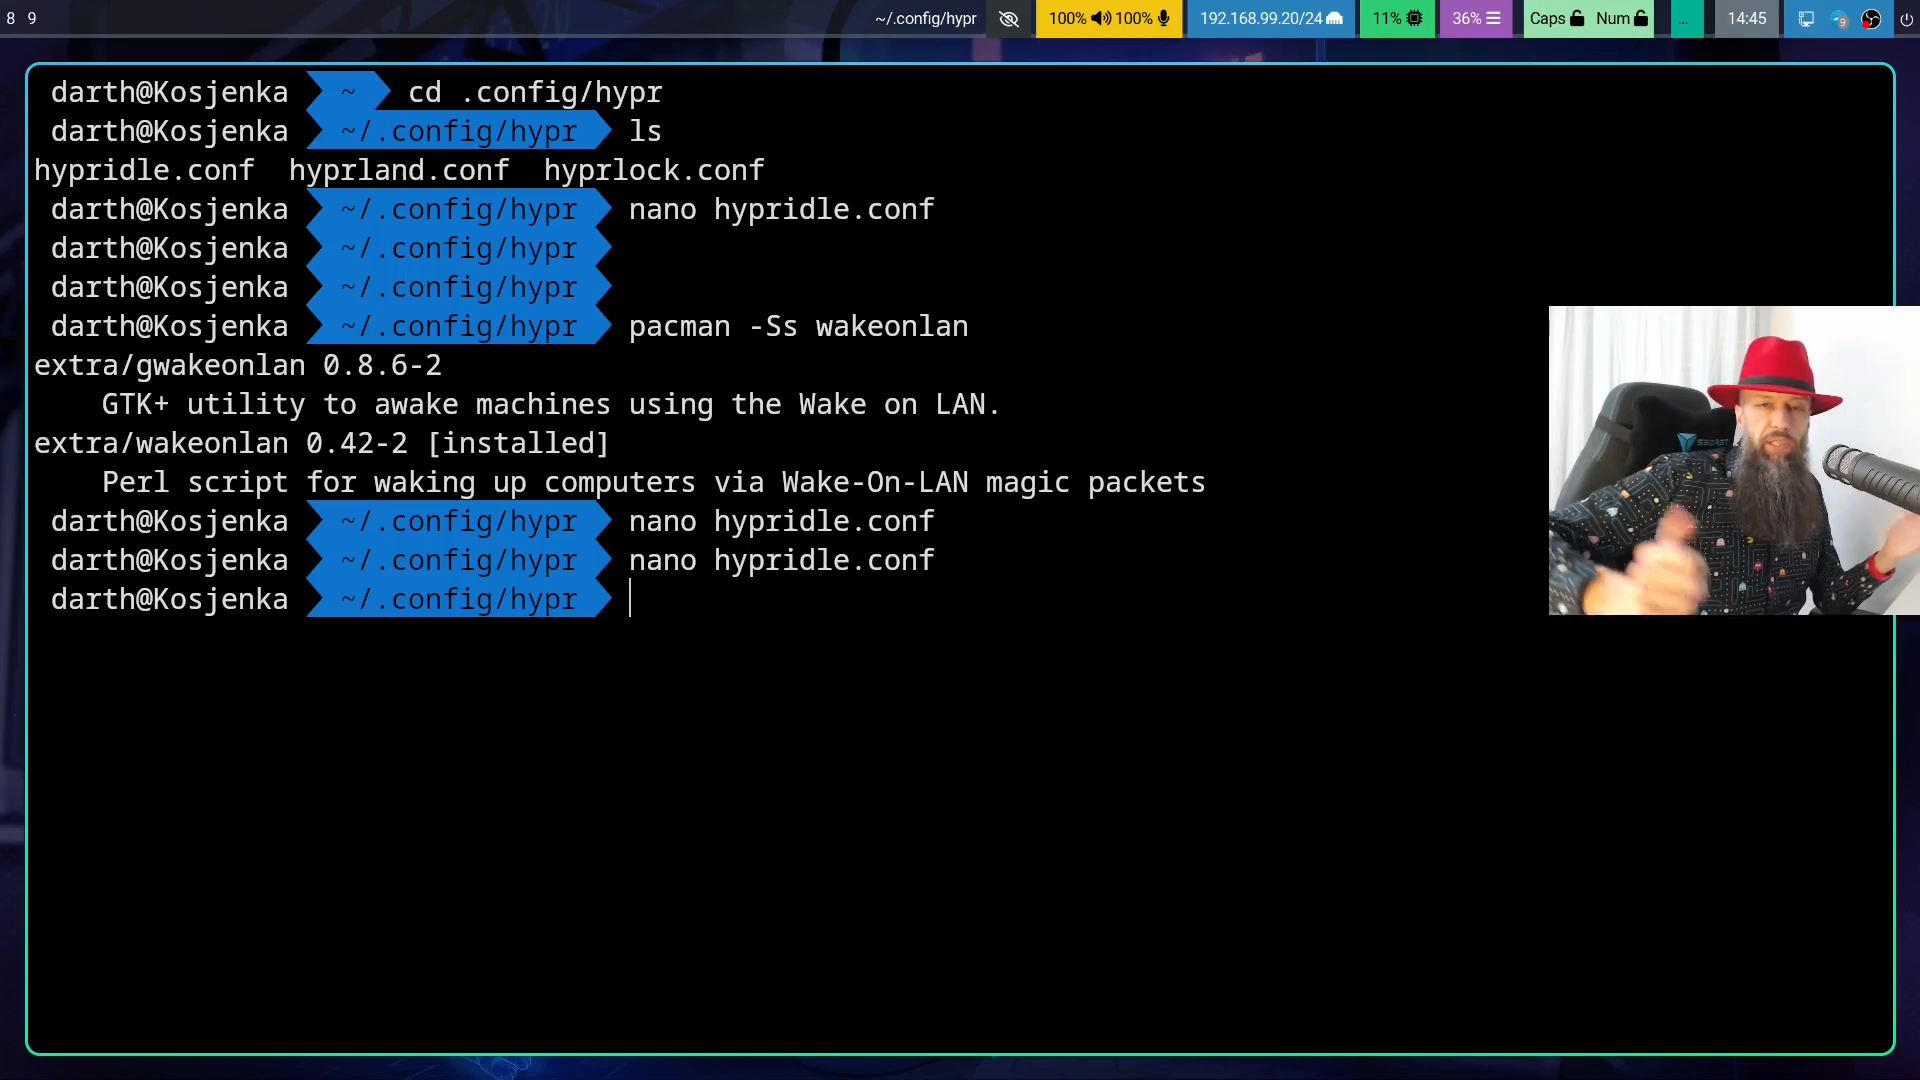 8 9 ~/.config/hypr 100% 100% 192.168.99.20/24 11% 36% Caps Num ... 14:45 9
darth@Kosjenka ~ cd .config/hypr
darth@Kosjenka ~/.config/hypr ls
hypridle.conf hyprland.conf hyprlock.conf
darth@Kosjenka ~/.config/hypr nano hypridle.conf
darth@Kosjenka ~/.config/hypr
darth@Kosjenka ~/.config/hypr
darth@Kosjenka ~/.config/hypr pacman -Ss wakeonlan
extra/gwakeonlan 0.8.6-2
GTK+ utility to awake machines using the Wake on LAN.
extra/wakeonlan 0.42-2 [installed]
Perl script for waking up computers via Wake-On-LAN magic packets
darth@Kosjenka ~/.config/hypr nano hypridle.conf
darth@Kosjenka ~/.config/hypr nano hypridle.conf
darth@Kosjenka ~/.config/hypr
SECRET